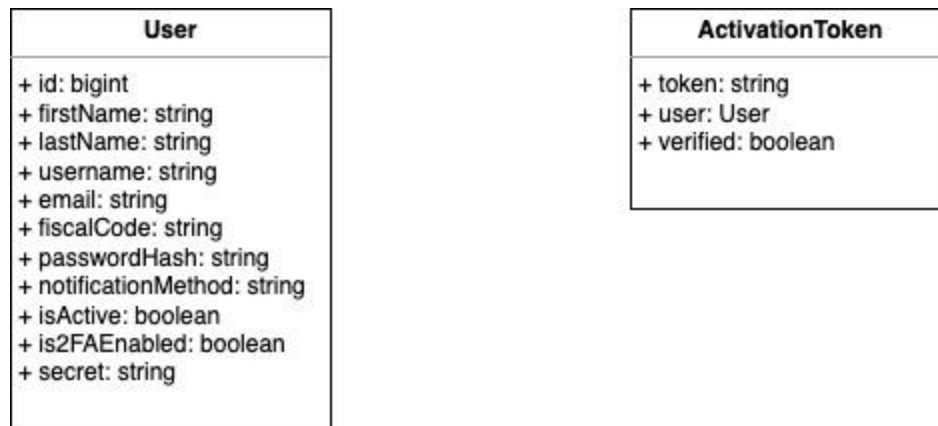 User
+ id: bigint
+ firstName: string
+ lastName: string
+ username: string
+ email: string
+ fiscalCode: string
+ passwordHash: string
+ notificationMethod: string
+ isActive: boolean
+ is2FAEnabled: boolean
+ secret: string
ActivationToken
+ token: string
+ user: User
+ verified: boolean